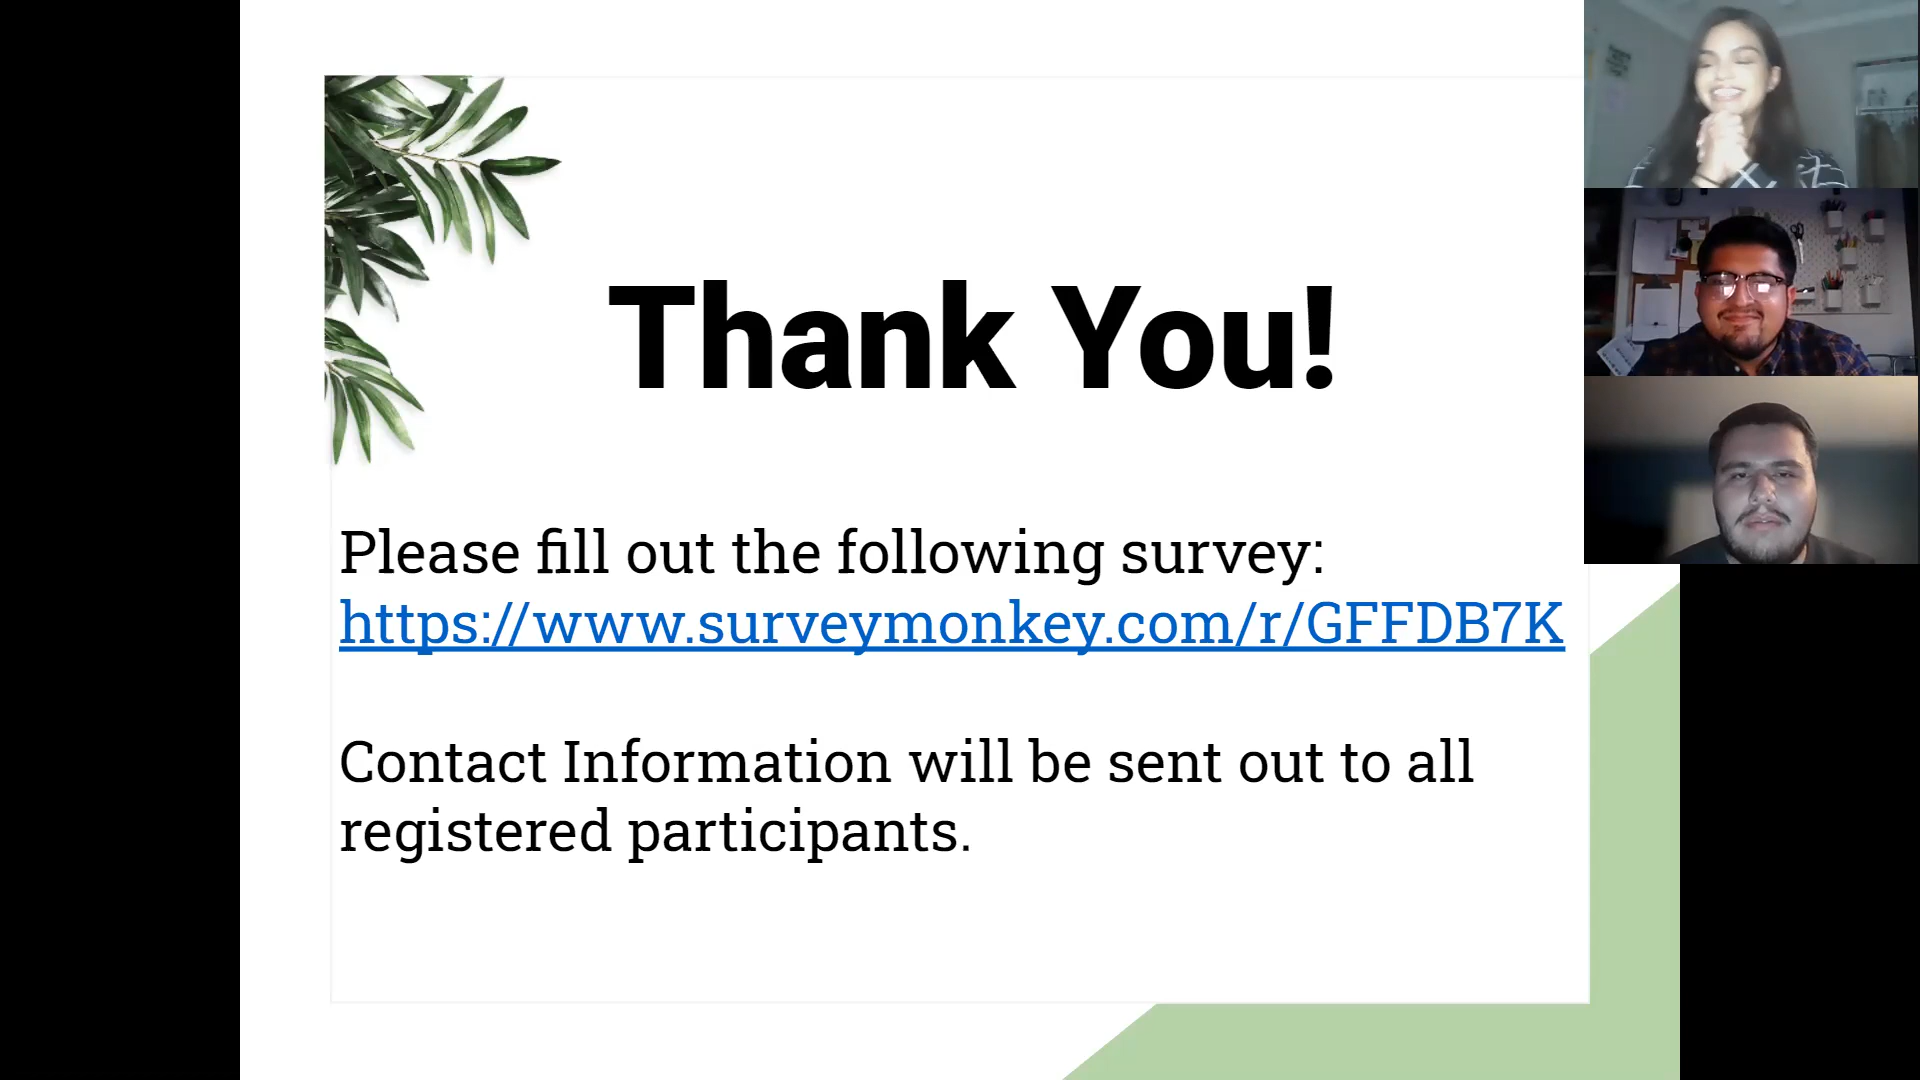 Thank You!
Please fill out the following survey:
https://www.surveymonkey.com/r/GFFDB7K
Contact Information will be sent out to all
registered participants.